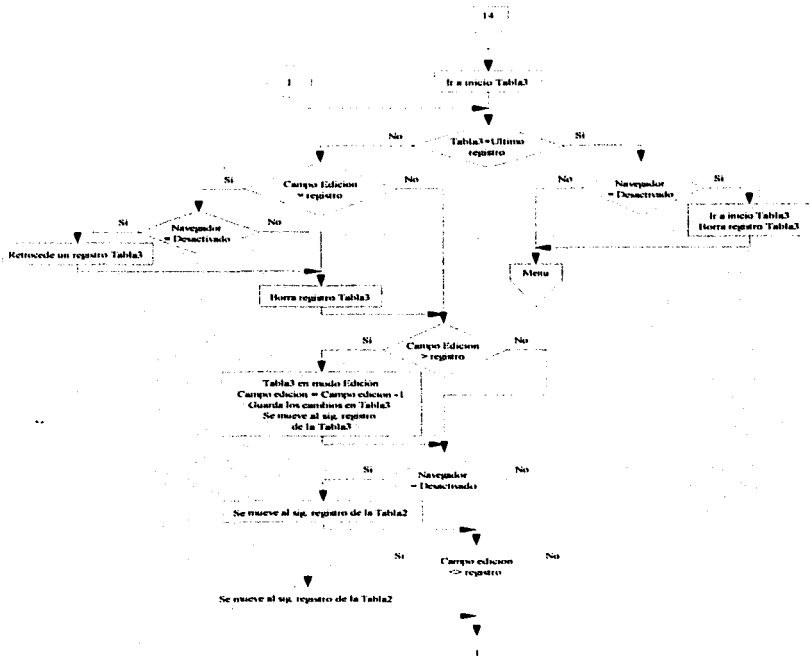 14
1
Ir a inicio Tabla3
No
Tabla3=Ultimo
registro
Si
Si
Campo Edicion
= registro
No
No
Navegador
= Desactivado
Si
Si
Navegador
= Desactivado
No
Ir a inicio Tabla3
Borra registro Tabla3
Retrocede un registro Tabla3
Menu
Borra registro Tabla3
Si
Campo Edicion
> registro
No
Tabla3 en modo Edición
Campo edicion = Campo edicion -1
Guarda los cambios en Tabla3
Se mueve al sig. registro
de la Tabla3
Si
Navegador
= Desactivado
No
Se mueve al sig. registro de la Tabla2
Si
Campo edicion
<> registro
No
Se mueve al sig. registro de la Tabla2
1